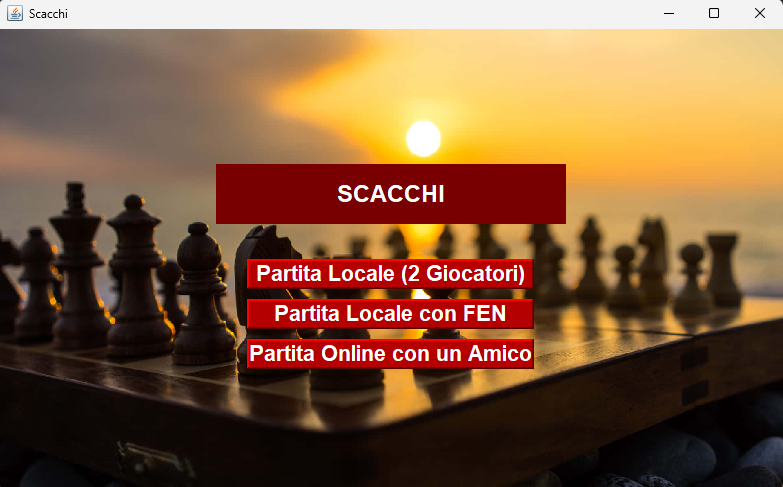 Scacchi
SCACCHI
Partita Locale (2 Giocatori)
Partita Locale con FEN
Partita Online con un Amico